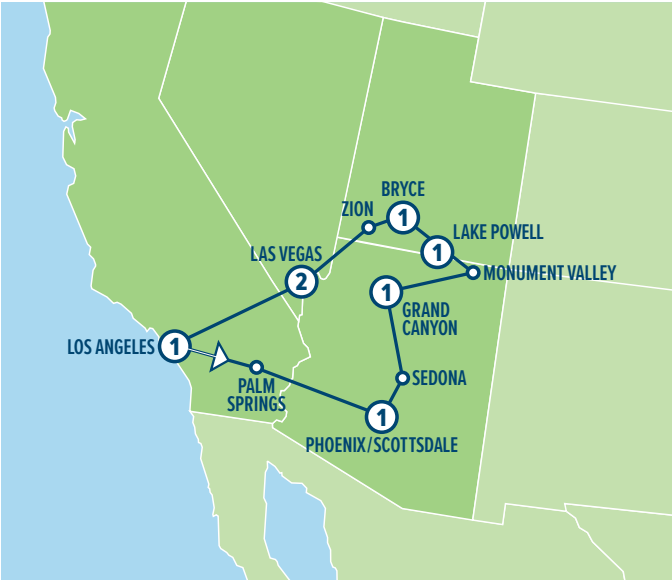 BRYCE
1
ZION
LAKE POWELL
1
LAS VEGAS
2
MONUMENT VALLEY
1
GRAND
CANYON
LOS ANGELES
1
PALM
SPRINGS
SEDONA
1
PHOENIX/SCOTTSDALE